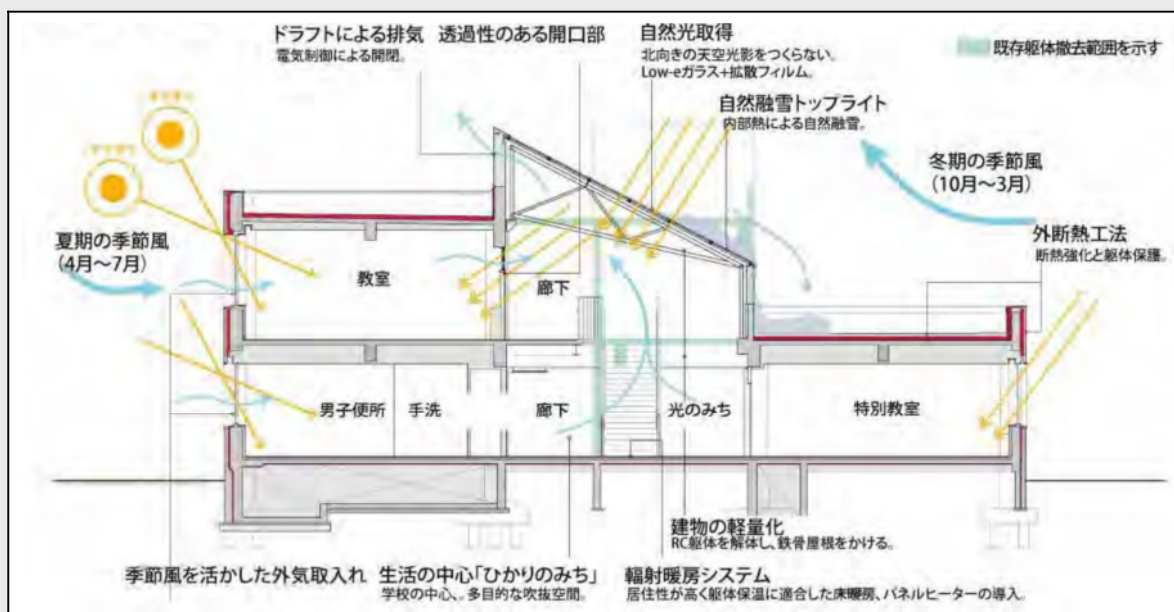 ドラフトによる排気
電気制御による開閉。
透過性のある開口部
自然光取得
北向きの天空光影をつくらない。
Low-eガラス+拡散フィルム。
既存躯体撤去範囲を示す
自然融雪トップライト
内部熱による自然融雪。
冬期の季節風
(10月～3月)
外断熱工法
断熱強化と躯体保護。
夏期の季節風
(4月～7月)
教室
廊下
男子便所
手洗
廊下
光のみち
特別教室
建物の軽量化
RC躯体を解体し、鉄骨屋根をかける。
季節風を活かした外気取入れ
生活の中心「ひかりのみち」
学校の中心、。多目的な吹抜空間。
輻射暖房システム
居住性が高く躯体保温に適合した床暖房、パネルヒーターの導入。